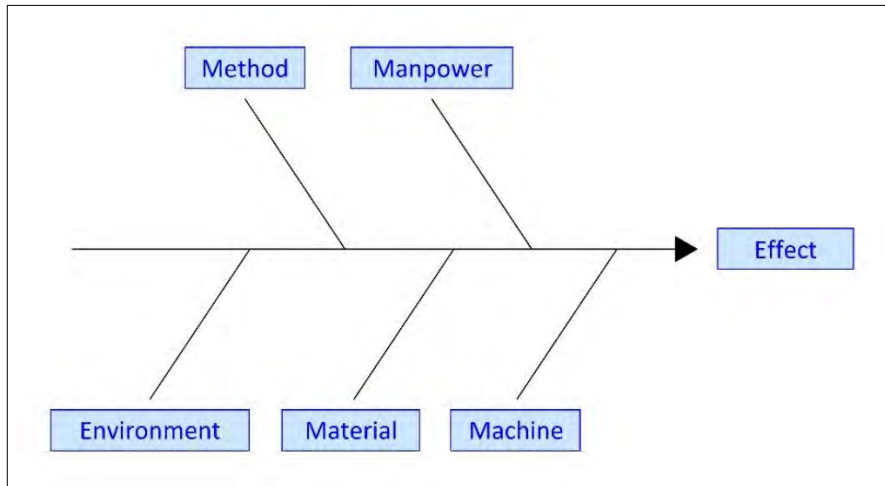 Method
Manpower
Effect
Environment
Material
Machine